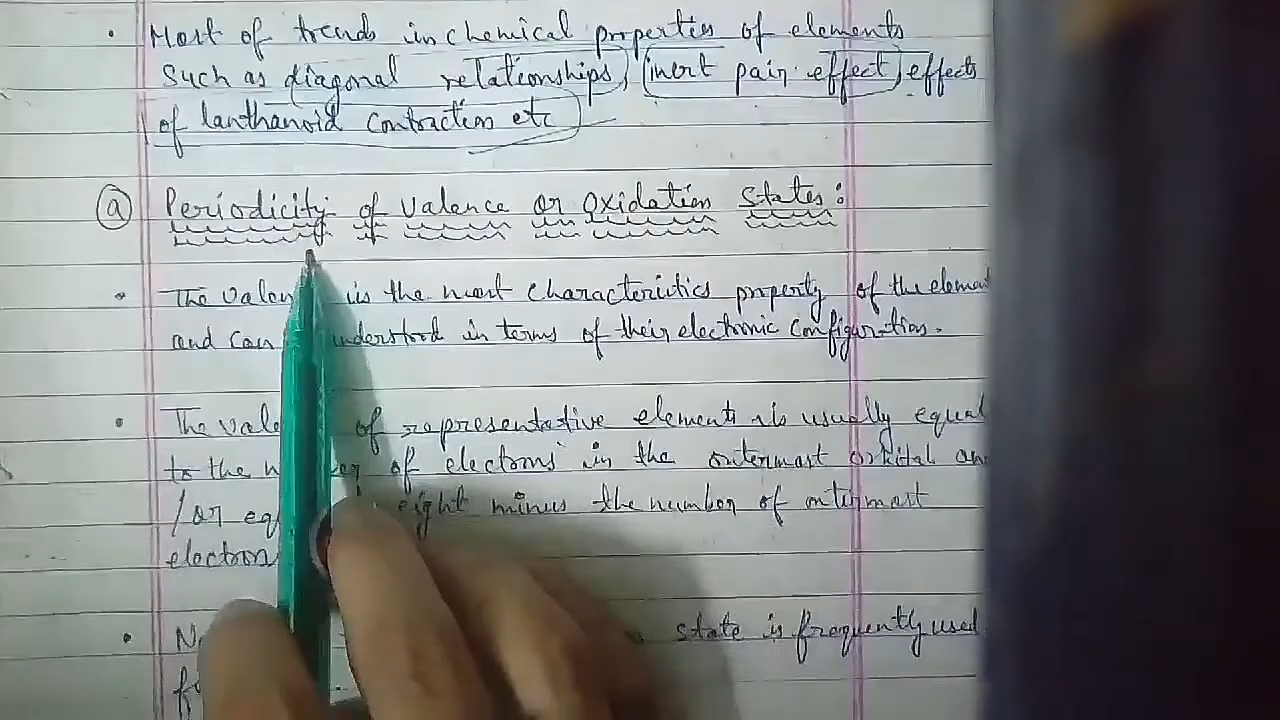 • Most of trends in chemical properties of elements
such as diagonal relationships, inert pair effect, effects
of lanthanoid contraction etc
(a) Periodicity of Valence or Oxidation States:
• The valen is the most characteristics property of the element
and can understood in terms of their electronic configuration.
• The vale of representative elements is usually equal
to the n of electrons in the outermost orbital an
/or eq eight minus the number of outermost
electron
• state is frequently used